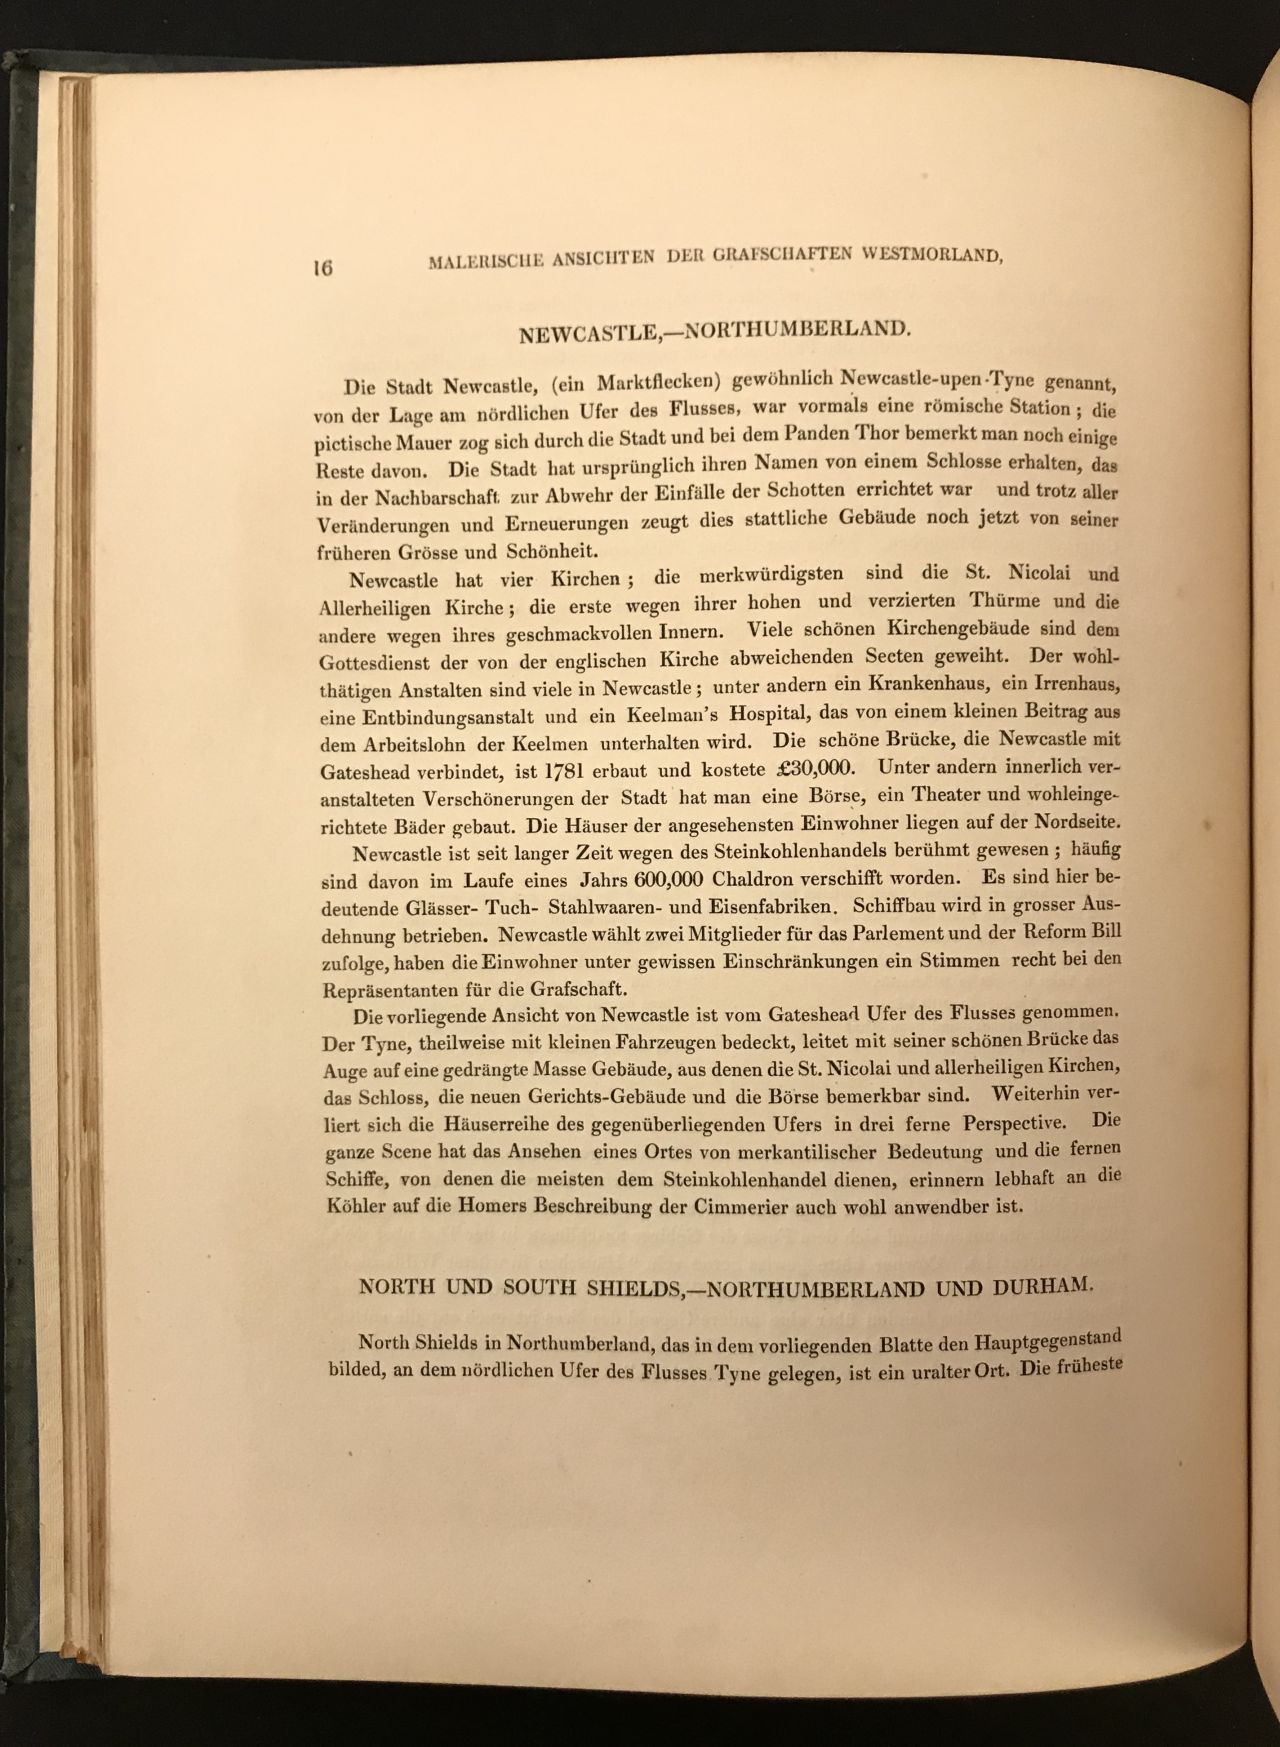 16 MALERISCHE ANSICHTEN DER GRAFSCHAFTEN WESTMORLAND,
NEWCASTLE,—NORTHUMBERLAND.
Die Stadt Newcastle, (ein Marktflecken) gewöhnlich Newcastle-upen-Tyne genannt,
von der Lage am nördlichen Ufer des Flusses, war vormals eine römische Station ; die
pictische Mauer zog sich durch die Stadt und bei dem Panden Thor bemerkt man noch einige
Reste davon. Die Stadt hat ursprünglich ihren Namen von einem Schlosse erhalten, das
in der Nachbarschaft zur Abwehr der Einfälle der Schotten errichtet war und trotz aller
Veränderungen und Erneuerungen zeugt dies stattliche Gebäude noch jetzt von seiner
früheren Grösse und Schönheit.
Newcastle hat vier Kirchen ; die merkwürdigsten sind die St. Nicolai und
Allerheiligen Kirche ; die erste wegen ihrer hohen und verzierten Thürme und die
andere wegen ihres geschmackvollen Innern. Viele schönen Kirchengebäude sind dem
Gottesdienst der von der englischen Kirche abweichenden Secten geweiht. Der wohl-
thätigen Anstalten sind viele in Newcastle ; unter andern ein Krankenhaus, ein Irrenhaus,
eine Entbindungsanstalt und ein Keelman's Hospital, das von einem kleinen Beitrag aus
dem Arbeitslohn der Keelmen unterhalten wird. Die schöne Brücke, die Newcastle mit
Gateshead verbindet, ist 1781 erbaut und kostete £30,000. Unter andern innerlich ver-
anstalteten Verschönerungen der Stadt hat man eine Börse, ein Theater und wohleinge-
richtete Bäder gebaut. Die Häuser der angesehensten Einwohner liegen auf der Nordseite.
Newcastle ist seit langer Zeit wegen des Steinkohlenhandels berühmt gewesen ; häufig
sind davon im Laufe eines Jahrs 600,000 Chaldron verschifft worden. Es sind hier be-
deutende Glässer- Tuch- Stahlwaaren- und Eisenfabriken. Schiffbau wird in grosser Aus-
dehnung betrieben. Newcastle wählt zwei Mitglieder für das Parlement und der Reform Bill
zufolge, haben die Einwohner unter gewissen Einschränkungen ein Stimmen recht bei den
Repräsentanten für die Grafschaft.
Die vorliegende Ansicht von Newcastle ist vom Gateshead Ufer des Flusses genommen.
Der Tyne, theilweise mit kleinen Fahrzeugen bedeckt, leitet mit seiner schönen Brücke das
Auge auf eine gedrängte Masse Gebäude, aus denen die St. Nicolai und allerheiligen Kirchen,
das Schloss, die neuen Gerichts-Gebäude und die Börse bemerkbar sind. Weiterhin ver-
liert sich die Häuserreihe des gegenüberliegenden Ufers in drei ferne Perspective. Die
ganze Scene hat das Ansehen eines Ortes von merkantilischer Bedeutung und die fernen
Schiffe, von denen die meisten dem Steinkohlenhandel dienen, erinnern lebhaft an die
Köhler auf die Homers Beschreibung der Cimmerier auch wohl anwendber ist.
NORTH UND SOUTH SHIELDS,—NORTHUMBERLAND UND DURHAM.
North Shields in Northumberland, das in dem vorliegenden Blatte den Hauptgegenstand
bilded, an dem nördlichen Ufer des Flusses Tyne gelegen, ist ein uralter Ort. Die früheste